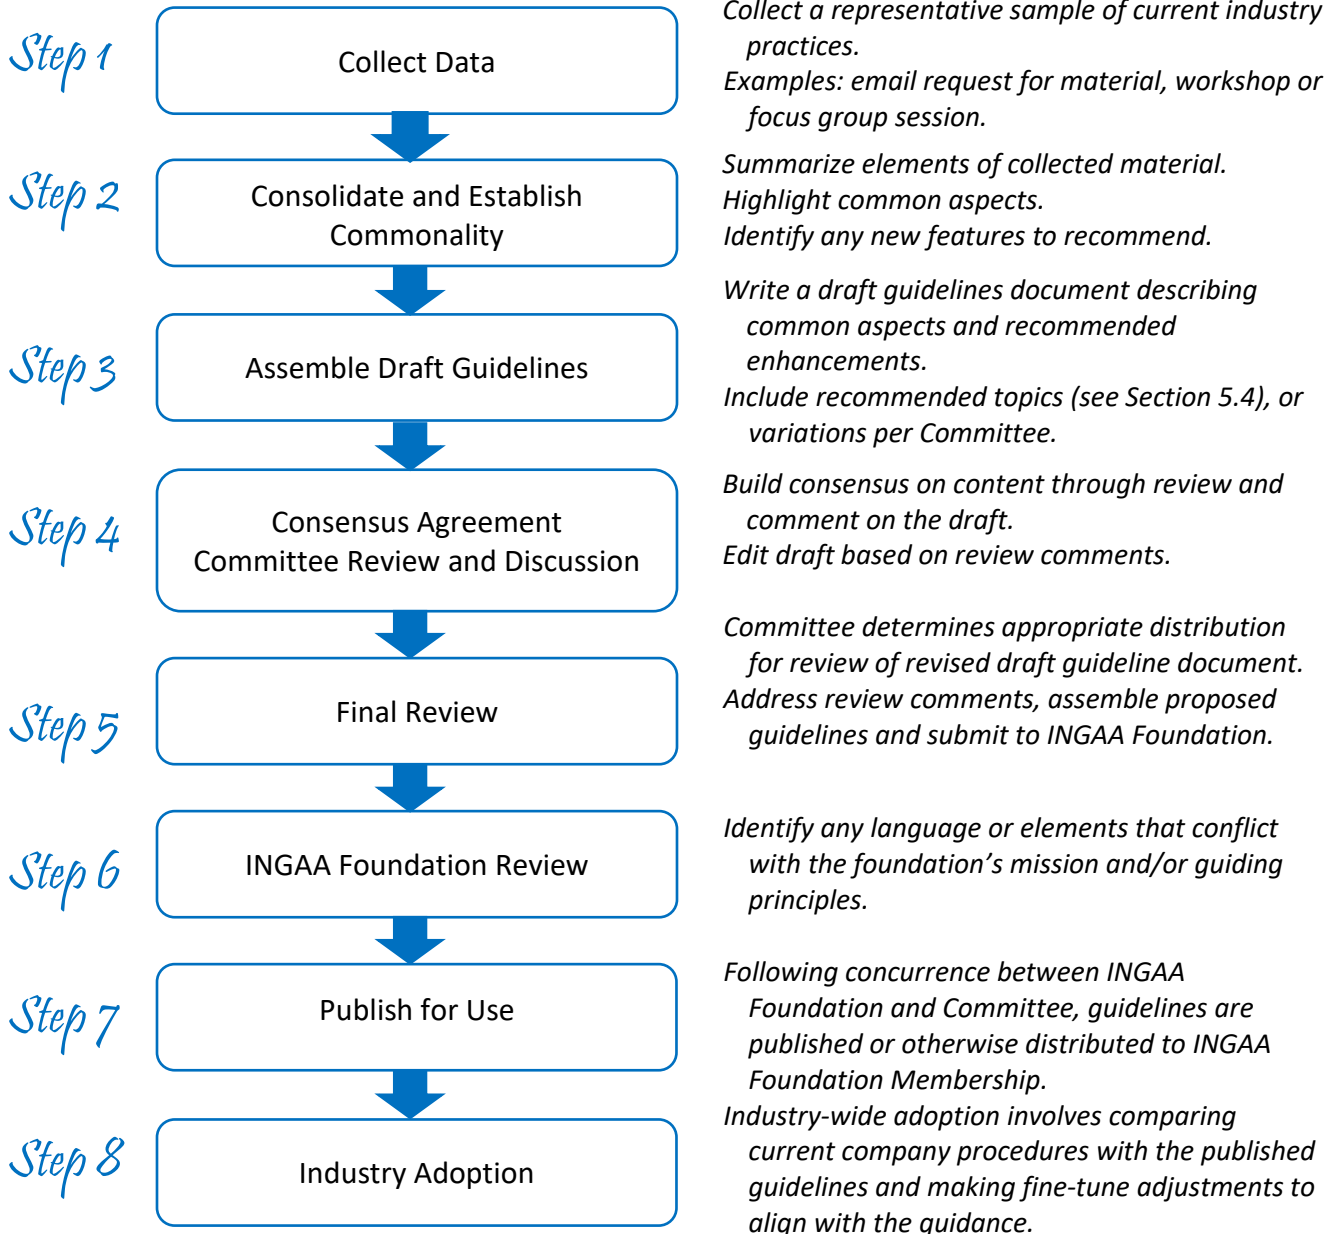 Step 1
Collect Data
Collect a representative sample of current industry
practices.
Examples: email request for material, workshop or
focus group session.
Step 2
Consolidate and Establish
Commonality
Summarize elements of collected material.
Highlight common aspects.
Identify any new features to recommend.
Step 3
Assemble Draft Guidelines
Write a draft guidelines document describing
common aspects and recommended
enhancements.
Include recommended topics (see Section 5.4), or
variations per Committee.
Step 4
Consensus Agreement
Committee Review and Discussion
Build consensus on content through review and
comment on the draft.
Edit draft based on review comments.
Step 5
Final Review
Committee determines appropriate distribution
for review of revised draft guideline document.
Address review comments, assemble proposed
guidelines and submit to INGAA Foundation.
Step 6
INGAA Foundation Review
Identify any language or elements that conflict
with the foundation’s mission and/or guiding
principles.
Step 7
Publish for Use
Following concurrence between INGAA
Foundation and Committee, guidelines are
published or otherwise distributed to INGAA
Foundation Membership.
Step 8
Industry Adoption
Industry-wide adoption involves comparing
current company procedures with the published
guidelines and making fine-tune adjustments to
align with the guidance.